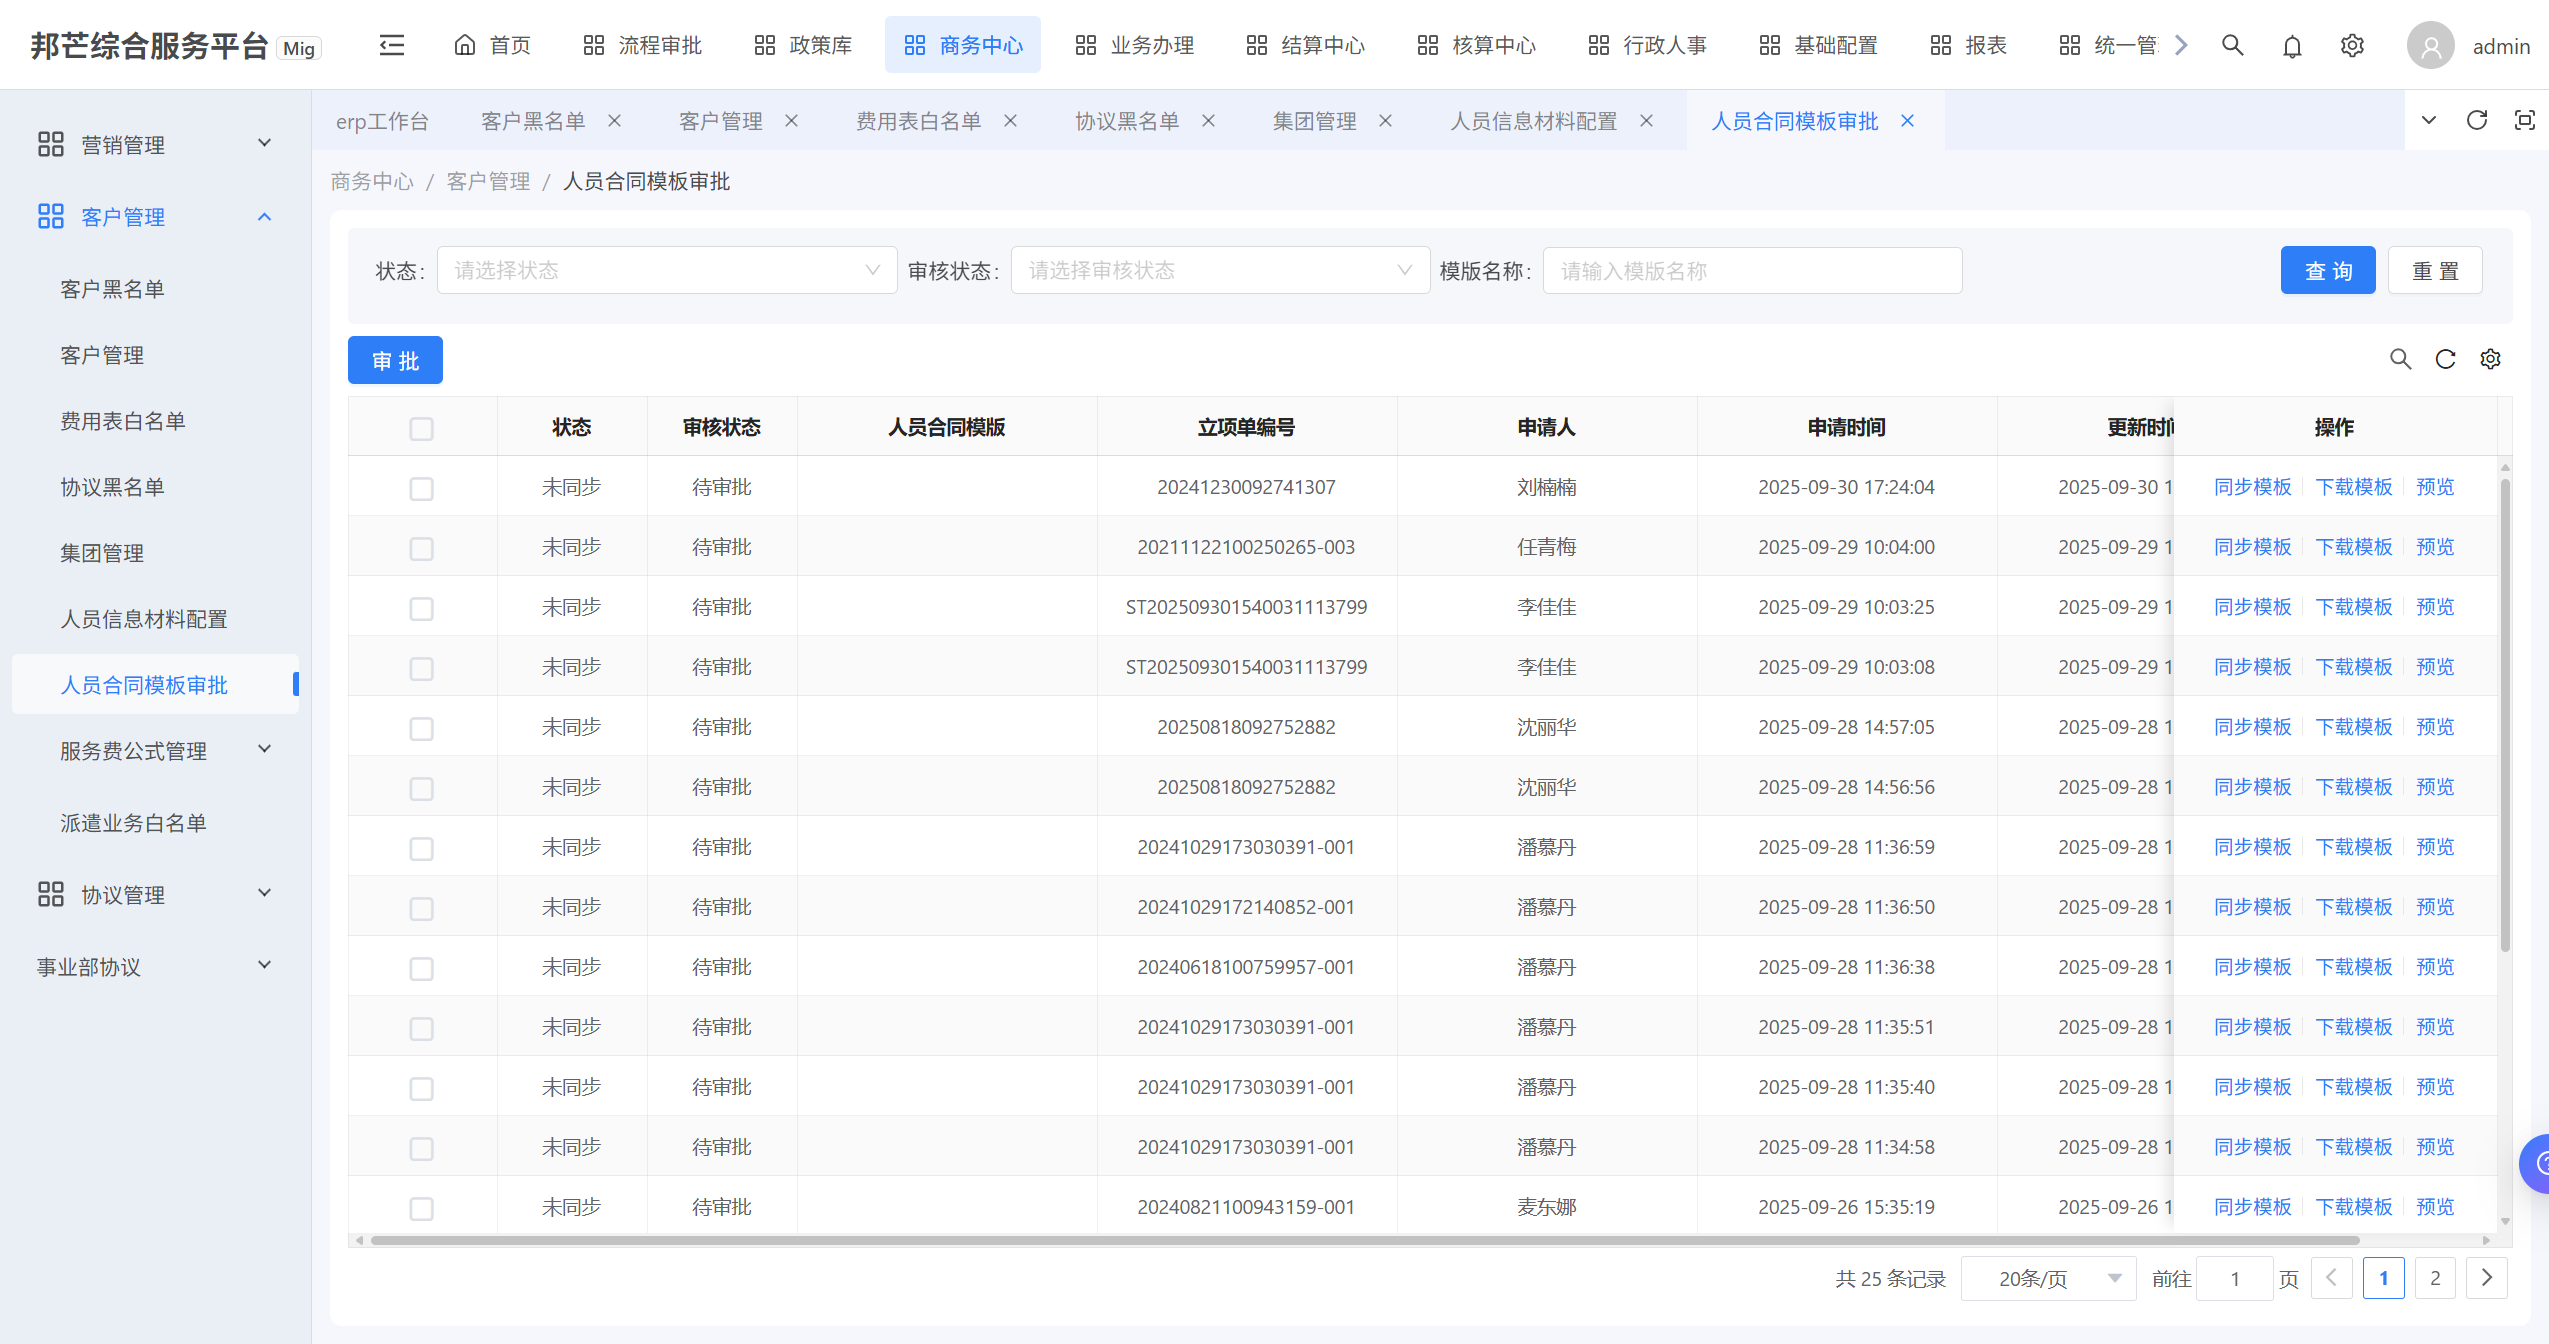 邦芒综合服务平台 Mig 首页 流程审批 政策库 商务中心 业务办理 结算中心 核算中心 行政人事 基础配置 报表 统一管 admin
erp工作台 客户黑名单 客户管理 费用表白名单 协议黑名单 集团管理 人员信息材料配置 人员合同模板审批
商务中心 / 客户管理 / 人员合同模板审批
营销管理
客户管理
客户黑名单
客户管理
费用表白名单
协议黑名单
集团管理
人员信息材料配置
人员合同模板审批
服务费公式管理
派遣业务白名单
协议管理
事业部协议
状态: 请选择状态 审核状态: 请选择审核状态 模版名称: 请输入模版名称 查 询 重 置
审 批
状态 审核状态 人员合同模版 立项单编号 申请人 申请时间 更新时间 操作
未同步 待审批 20241230092741307 刘楠楠 2025-09-30 17:24:04 2025-09-30 1 同步模板 下载模板 预览
未同步 待审批 20211122100250265-003 任青梅 2025-09-29 10:04:00 2025-09-29 1 同步模板 下载模板 预览
未同步 待审批 ST202509301540031113799 李佳佳 2025-09-29 10:03:25 2025-09-29 1 同步模板 下载模板 预览
未同步 待审批 ST202509301540031113799 李佳佳 2025-09-29 10:03:08 2025-09-29 1 同步模板 下载模板 预览
未同步 待审批 20250818092752882 沈丽华 2025-09-28 14:57:05 2025-09-28 1 同步模板 下载模板 预览
未同步 待审批 20250818092752882 沈丽华 2025-09-28 14:56:56 2025-09-28 1 同步模板 下载模板 预览
未同步 待审批 20241029173030391-001 潘慕丹 2025-09-28 11:36:59 2025-09-28 1 同步模板 下载模板 预览
未同步 待审批 20241029172140852-001 潘慕丹 2025-09-28 11:36:50 2025-09-28 1 同步模板 下载模板 预览
未同步 待审批 20240618100759957-001 潘慕丹 2025-09-28 11:36:38 2025-09-28 1 同步模板 下载模板 预览
未同步 待审批 20241029173030391-001 潘慕丹 2025-09-28 11:35:51 2025-09-28 1 同步模板 下载模板 预览
未同步 待审批 20241029173030391-001 潘慕丹 2025-09-28 11:35:40 2025-09-28 1 同步模板 下载模板 预览
未同步 待审批 20241029173030391-001 潘慕丹 2025-09-28 11:34:58 2025-09-28 1 同步模板 下载模板 预览
未同步 待审批 20240821100943159-001 麦东娜 2025-09-26 15:35:19 2025-09-26 1 同步模板 下载模板 预览
共 25 条记录 20条/页 前往 1 页 1 2